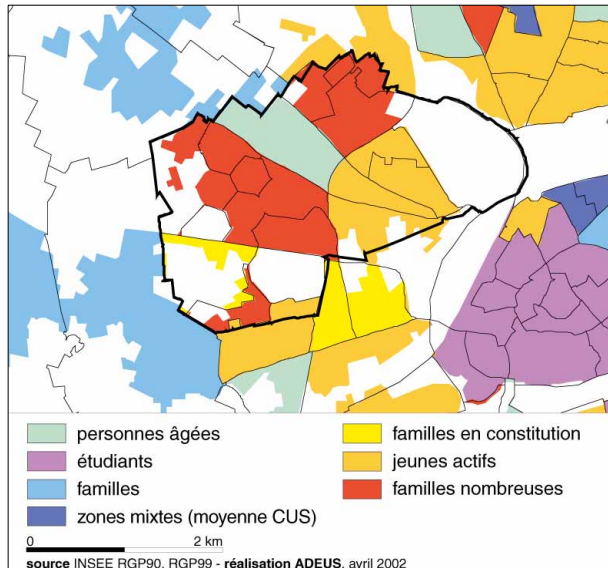 personnes âgées
étudiants
familles
zones mixtes (moyenne CUS)
familles en constitution
jeunes actifs
familles nombreuses
0 2 km
source INSEE RGP90, RGP99 - réalisation ADEUS, avril 2002